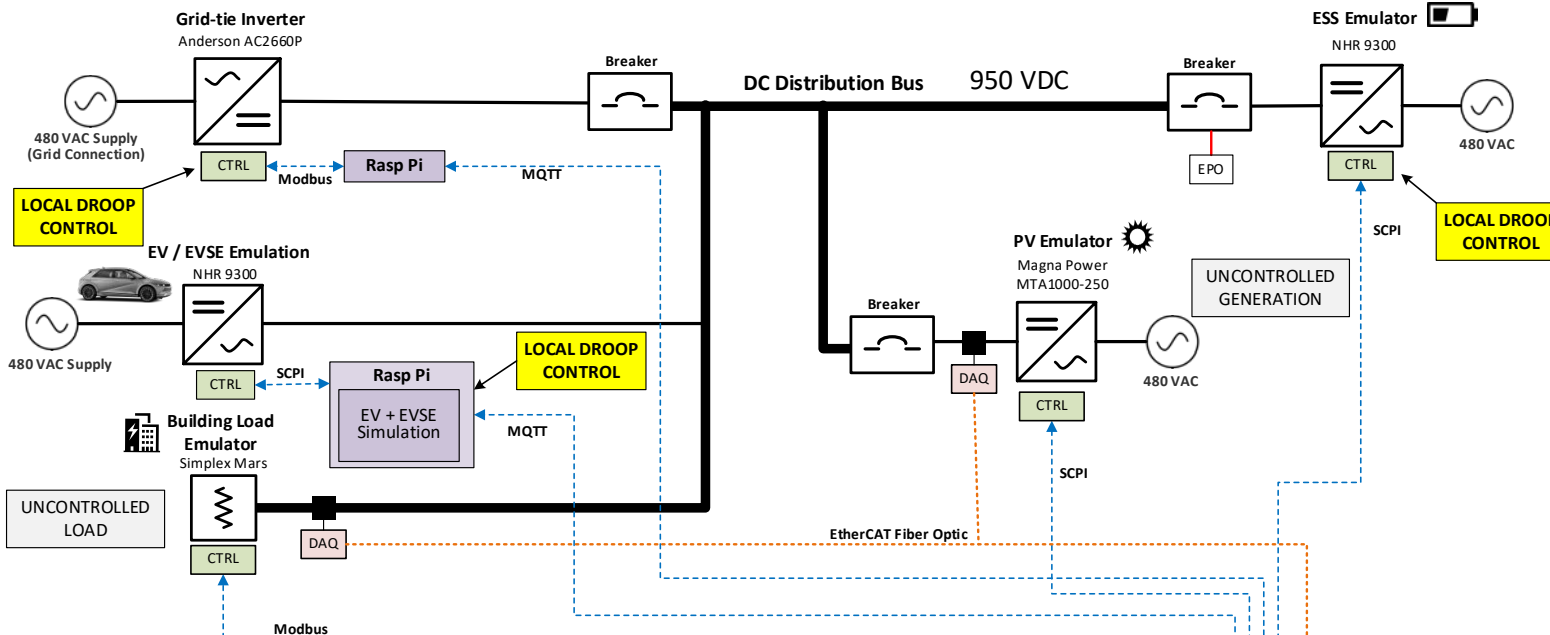 Grid-tie Inverter
Anderson AC2660P
480 VAC Supply
(Grid Connection)
CTRL
Modbus
Rasp Pi
MQTT
LOCAL DROOP
CONTROL
Breaker
DC Distribution Bus
950 VDC
Breaker
EPO
ESS Emulator
NHR 9300
480 VAC
CTRL
SCPI
LOCAL DROOP
CONTROL
EV / EVSE Emulation
NHR 9300
480 VAC Supply
CTRL
SCPI
Rasp Pi
EV + EVSE
Simulation
LOCAL DROOP
CONTROL
MQTT
PV Emulator
Magna Power
MTA1000-250
UNCONTROLLED
GENERATION
Breaker
DAQ
480 VAC
CTRL
SCPI
Building Load
Emulator
Simplex Mars
UNCONTROLLED
LOAD
DAQ
CTRL
EtherCAT Fiber Optic
Modbus